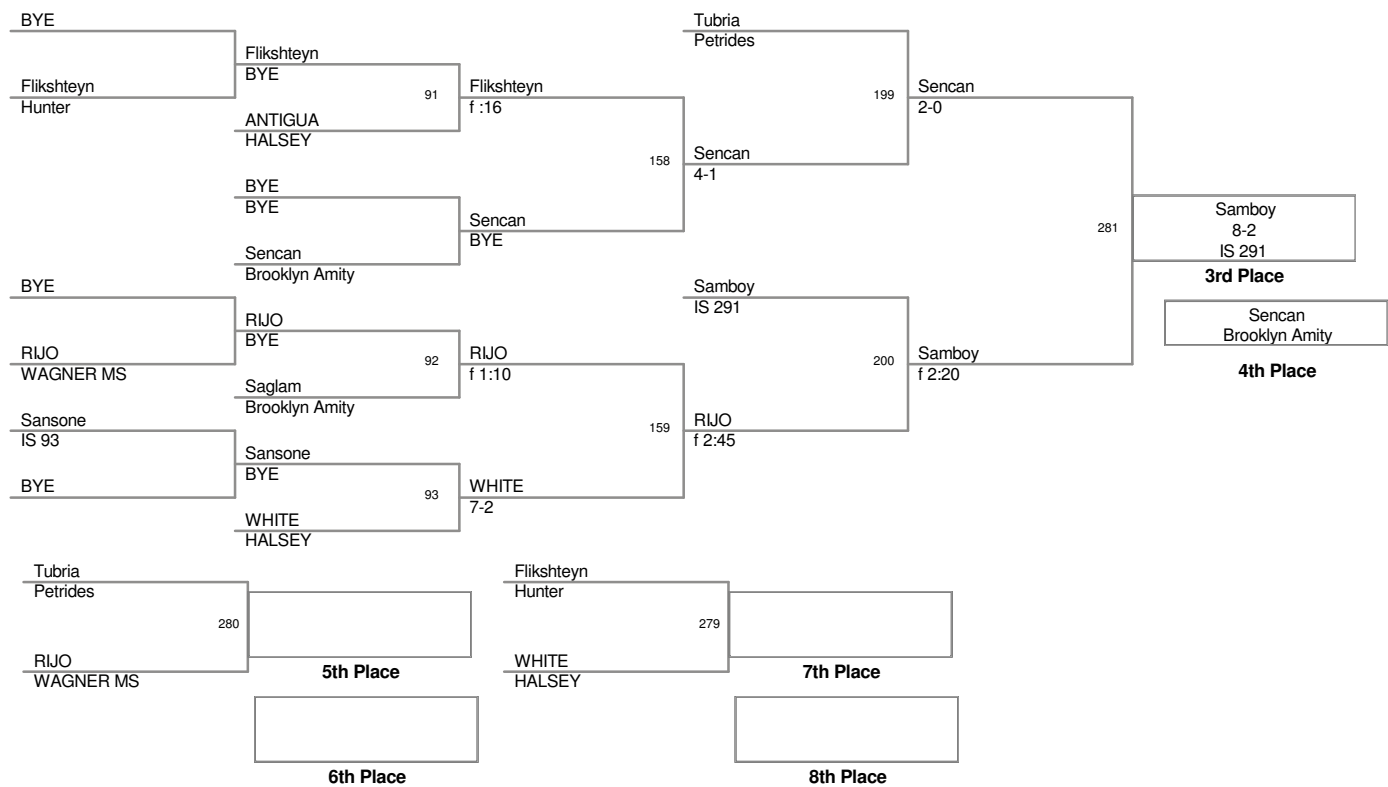 BYE
Flikshteyn
Hunter
BYE
RIJO
WAGNER MS
Sansone
IS 93
BYE
Flikshteyn
BYE
91
ANTIGUA
HALSEY
BYE
BYE
Sencan
Brooklyn Amity
RIJO
BYE
92
Saglam
Brooklyn Amity
Sansone
BYE
93
WHITE
HALSEY
Flikshteyn
f :16
158
Sencan
BYE
RIJO
f 1:10
159
WHITE
7-2
Tubria
Petrides
199
Sencan
4-1
Samboy
IS 291
200
RIJO
f 2:45
Sencan
2-0
281
Samboy
f 2:20
Samboy
8-2
IS 291
3rd Place
Sencan
Brooklyn Amity
4th Place
Tubria
Petrides
280
RIJO
WAGNER MS
5th Place
6th Place
Flikshteyn
Hunter
279
WHITE
HALSEY
7th Place
8th Place